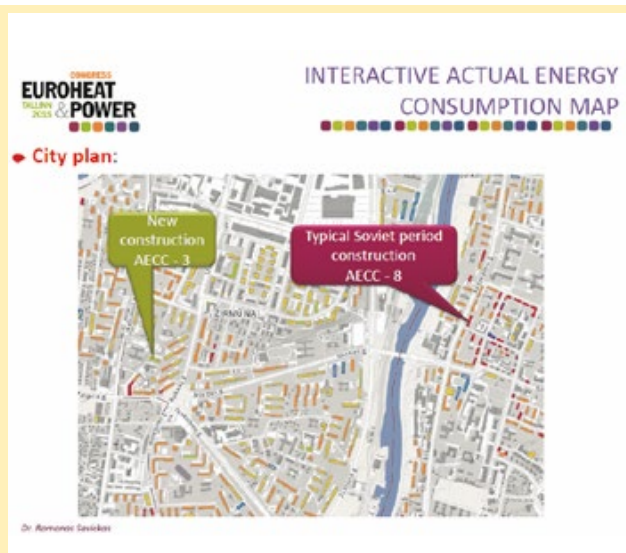 CONGRESS
EUROHEAT
TALLINN
2015
& POWER
INTERACTIVE ACTUAL ENERGY
CONSUMPTION MAP
City plan:
New
construction
AECC - 3
Typical Soviet period
construction
AECC - 8
Dr. Romanas Savickas